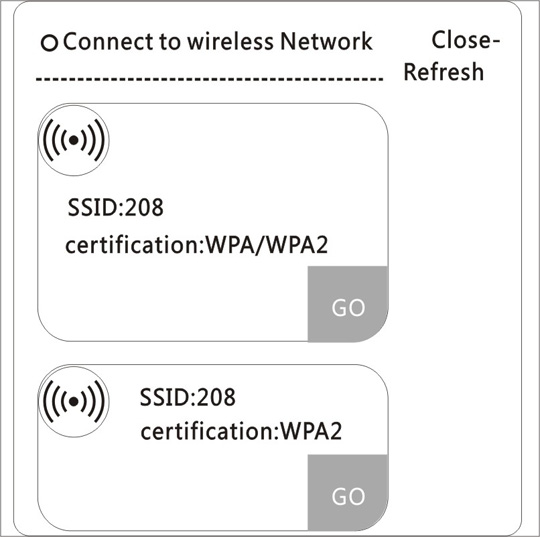 Connect to wireless Network
Close-
Refresh
SSID:208
certification:WPA/WPA2
GO
SSID:208
certification:WPA2
GO